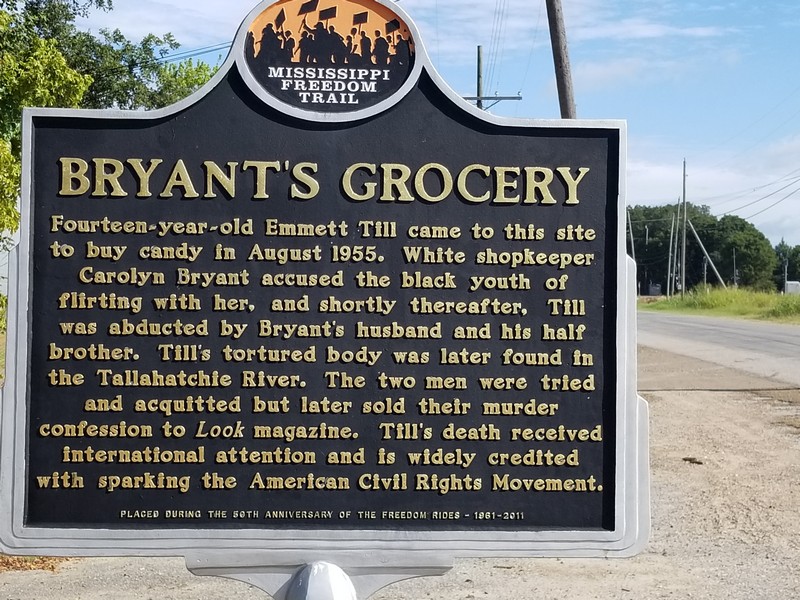 MISSISSIPPI
FREEDOM
TRAIL
BRYANT'S GROCERY
Fourteen-year-old Emmett Till came to this site
to buy candy in August 1955. White shopkeeper
Carolyn Bryant accused the black youth of
flirting with her, and shortly thereafter, Till
was abducted by Bryant's husband and his half
brother. Till's tortured body was later found in
the Tallahatchie River. The two men were tried
and acquitted but later sold their murder
confession to Look magazine. Till's death received
international attention and is widely credited
with sparking the American Civil Rights Movement.
PLACED DURING THE 50TH ANNIVERSARY OF THE FREEDOM RIDES - 1961-2011